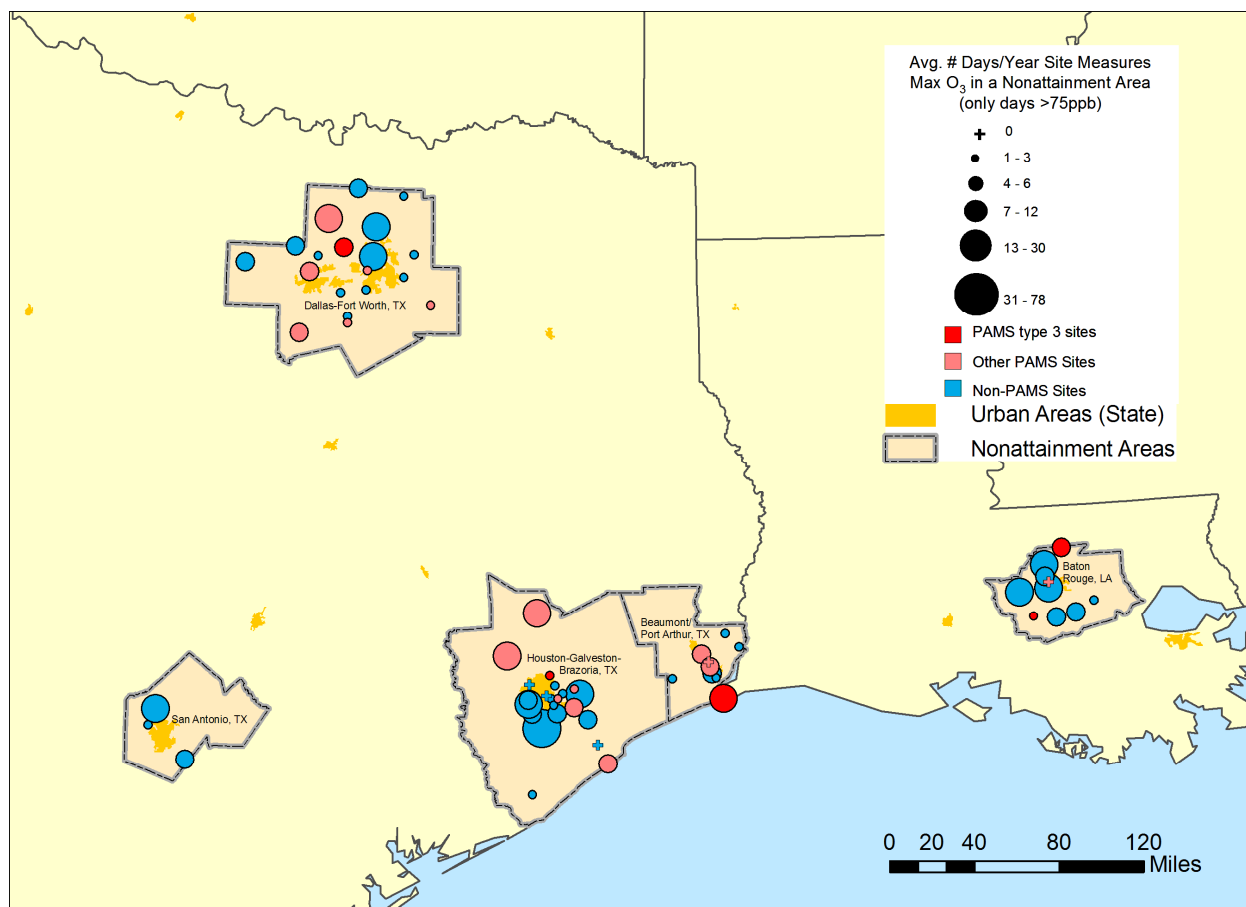 Avg. # Days/Year Site Measures
Max O3 in a Nonattainment Area
(only days >75ppb)
0
1 - 3
4 - 6
7 - 12
13 - 30
31 - 78
PAMS type 3 sites
Other PAMS Sites
Non-PAMS Sites
Urban Areas (State)
Nonattainment Areas
Dallas-Fort Worth, TX
Baton
Rouge, LA
Beaumont/
Port Arthur, TX
Houston-Galveston-
Brazoria, TX
San Antonio, TX
0 20 40 80 120
Miles